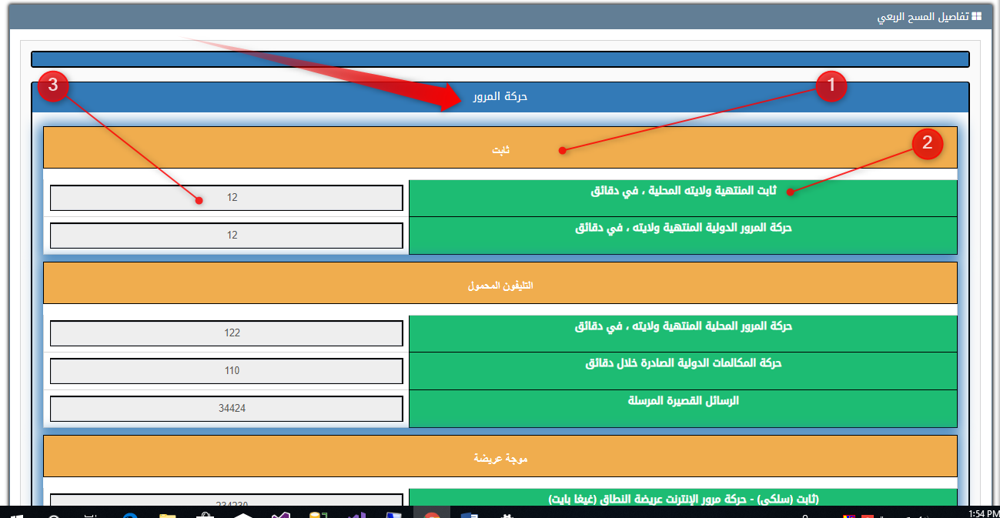 تفاصيل المسح الربعي
حركة المرور
3
1
2
ثابت
ثابت المنتهية ولايته المحلية ، في دقائق
12
حركة المرور الدولية المنتهية ولايته ، في دقائق
12
التليفون المحمول
حركة المرور المحلية المنتهية ولايته ، في دقائق
122
حركة المكالمات الدولية الصادرة خلال دقائق
110
الرسائل القصيرة المرسلة
34424
موجة عريضة
(ثابت (سلكي) - حركة مرور الإنترنت عريضة النطاق (غيغا بايت)
234230
1:54 PM